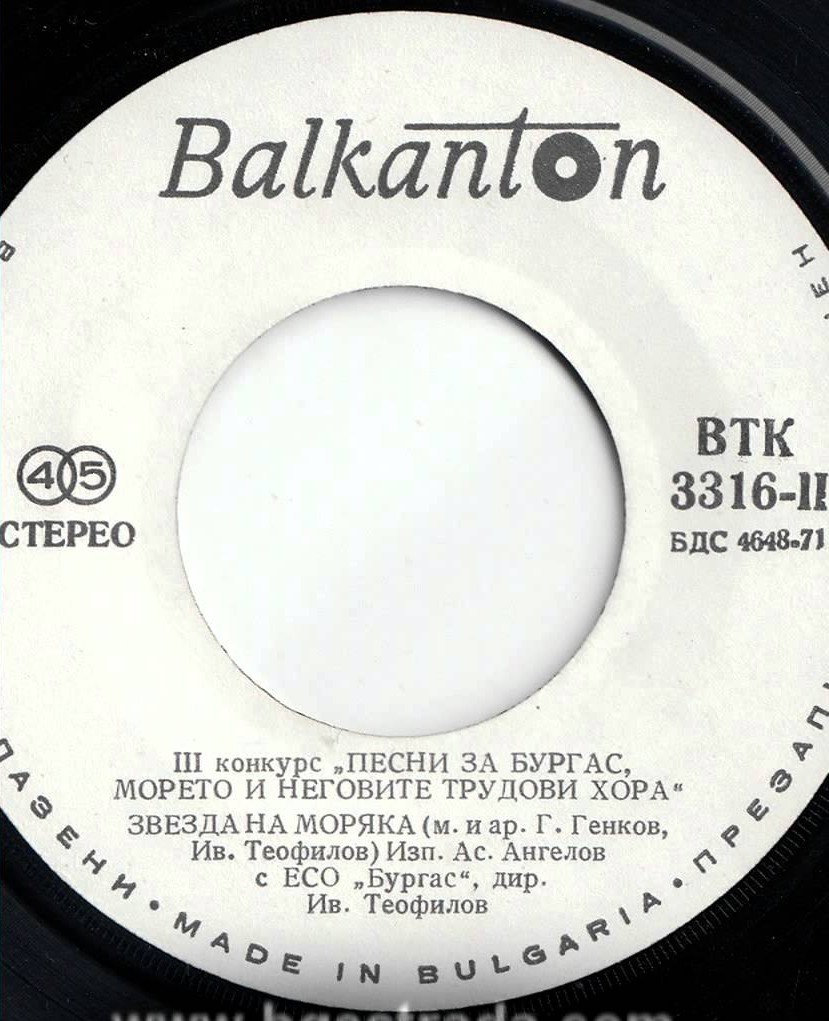 Balkanton
45
СТЕРЕО
ВТК
3316-II
БДС 4648-71
III конкурс „ПЕСНИ ЗА БУРГАС,
МОРЕТО И НЕГОВИТЕ ТРУДОВИ ХОРА“
ЗВЕЗДА НА МОРЯКА (м. и ар. Г. Генков,
Ив. Теофилов) Изп. Ас. Ангелов
с ЕСО „Бургас“, дир.
Ив. Теофилов
• MADE IN BULGARIA •